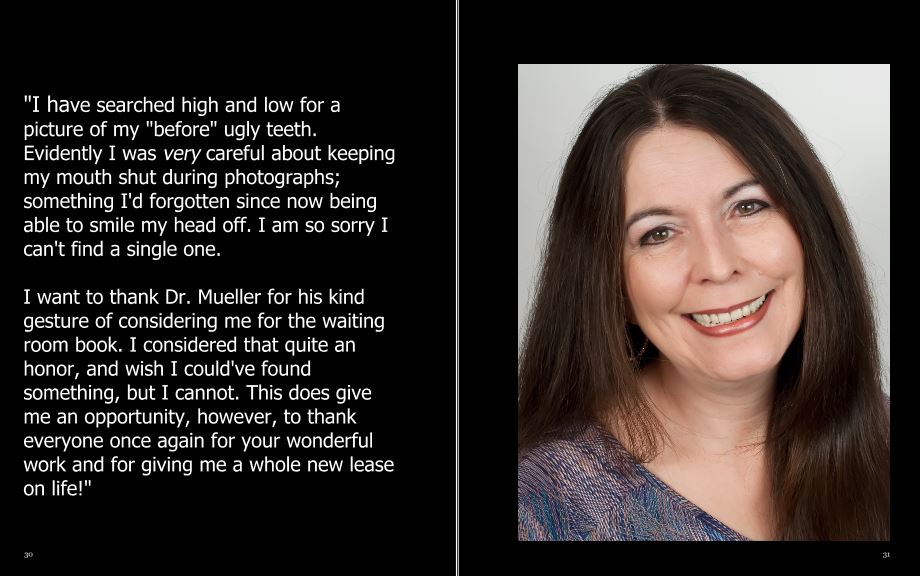 "I have searched high and low for a
picture of my "before" ugly teeth.
Evidently I was very careful about keeping
my mouth shut during photographs;
something I'd forgotten since now being
able to smile my head off. I am so sorry I
can't find a single one.
I want to thank Dr. Mueller for his kind
gesture of considering me for the waiting
room book. I considered that quite an
honor, and wish I could've found
something, but I cannot. This does give
me an opportunity, however, to thank
everyone once again for your wonderful
work and for giving me a whole new lease
on life!"
30
31